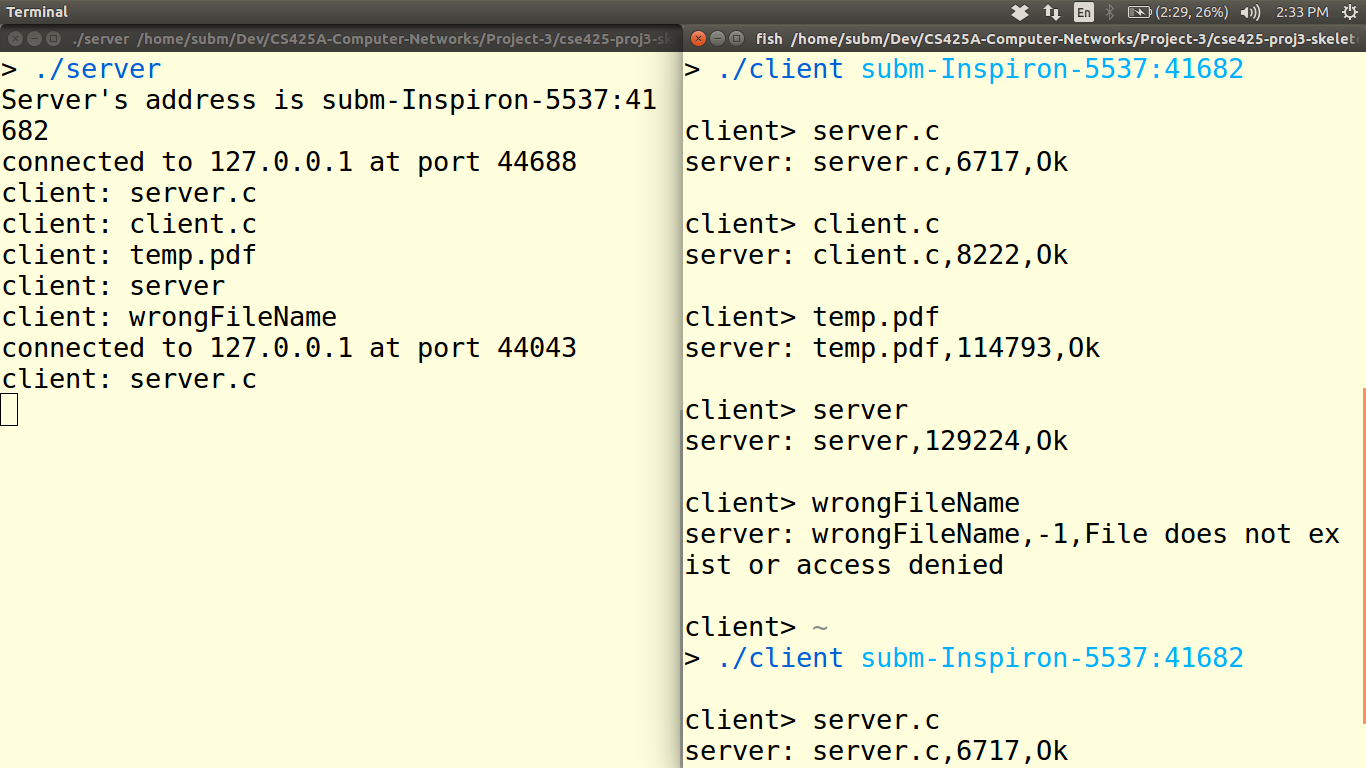 Terminal
En
(2:29, 26%)
2:33 PM
./server /home/subm/Dev/CS425A-Computer-Networks/Project-3/cse425-proj3-sk
> ./server
Server's address is subm-Inspiron-5537:41
682
connected to 127.0.0.1 at port 44688
client: server.c
client: client.c
client: temp.pdf
client: server
client: wrongFileName
connected to 127.0.0.1 at port 44043
client: server.c
fish /home/subm/Dev/CS425A-Computer-Networks/Project-3/cse425-proj3-skelet
> ./client subm-Inspiron-5537:41682
client> server.c
server: server.c,6717,Ok
client> client.c
server: client.c,8222,Ok
client> temp.pdf
server: temp.pdf,114793,Ok
client> server
server: server,129224,Ok
client> wrongFileName
server: wrongFileName,-1,File does not ex
ist or access denied
client> ~
> ./client subm-Inspiron-5537:41682
client> server.c
server: server.c,6717,Ok